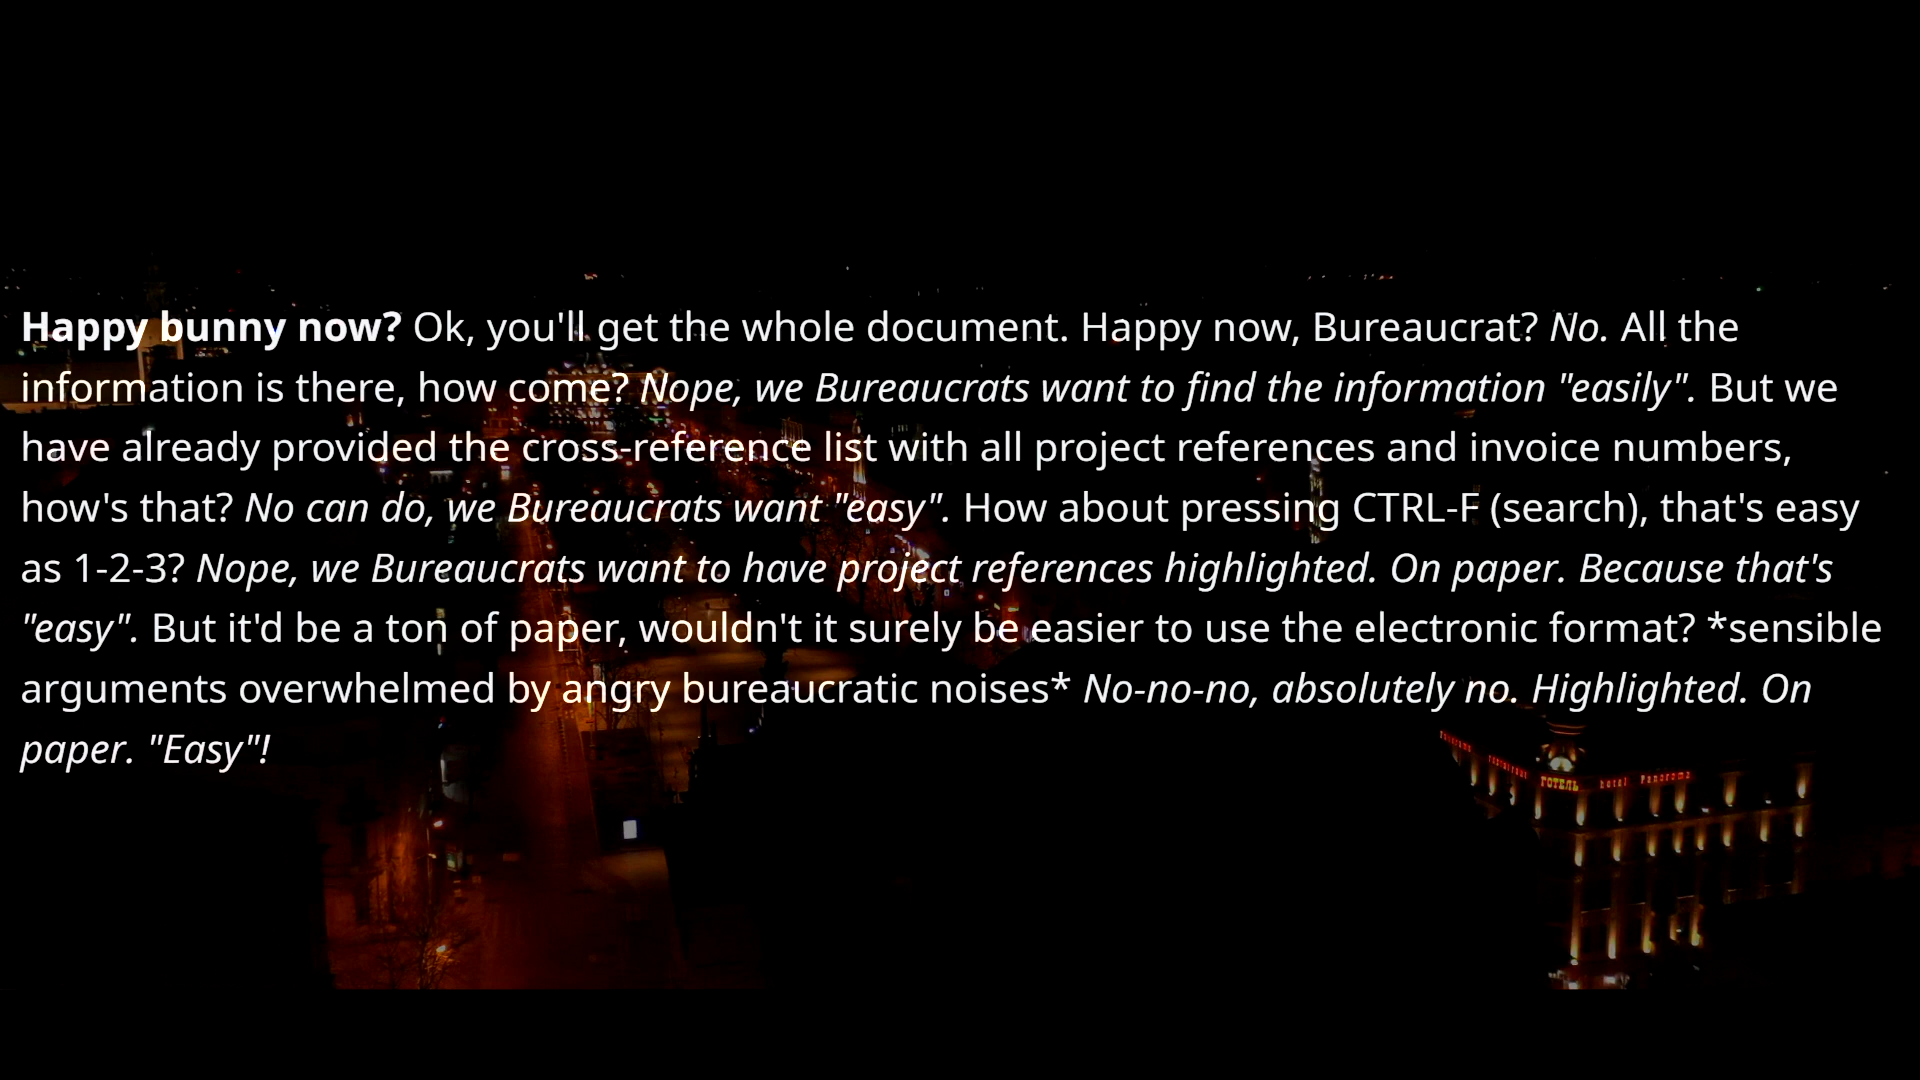 Happy bunny now? Ok, you'll get the whole document. Happy now, Bureaucrat? No. All the
information is there, how come? Nope, we Bureaucrats want to find the information "easily". But we
have already provided the cross-reference list with all project references and invoice numbers,
how's that? No can do, we Bureaucrats want "easy". How about pressing CTRL-F (search), that's easy
as 1-2-3? Nope, we Bureaucrats want to have project references highlighted. On paper. Because that's
"easy". But it'd be a ton of paper, wouldn't it surely be easier to use the electronic format? *sensible
arguments overwhelmed by angry bureaucratic noises* No-no-no, absolutely no. Highlighted. On
paper. "Easy"!
Panorama restaurant ГОТЕЛЬ hotel Panorama